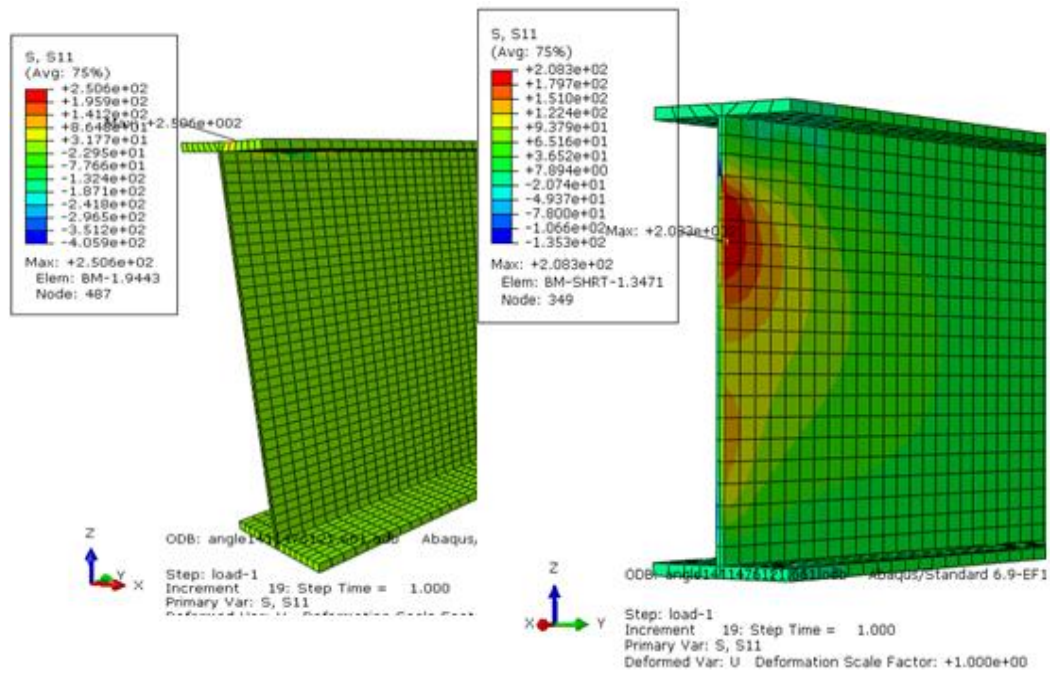 S, S11
(Avg: 75%)
+2.506e+02
+1.959e+02
+1.412e+02
+8.648e+01
+3.177e+01
-2.295e+01
-7.766e+01
-1.324e+02
-1.871e+02
-2.418e+02
-2.965e+02
-3.512e+02
-4.059e+02
Max: +2.506e+02
Elem: BM-1.9443
Node: 487
Max: +2.506e+002
Z
Y
X
ODB: Abaqus/
Step: load-1
Increment 19: Step Time = 1.000
Primary Var: S, S11
S, S11
(Avg: 75%)
+2.083e+02
+1.797e+02
+1.510e+02
+1.224e+02
+9.379e+01
+6.516e+01
+3.652e+01
+7.894e+00
-2.074e+01
-4.937e+01
-7.800e+01
-1.066e+02
-1.353e+02
Max: +2.083e+02
Elem: BM-SHRT-1.3471
Node: 349
Max:
Z
X
Y
ODB: Abaqus/Standard 6.9-EF1
Step: load-1
Increment 19: Step Time = 1.000
Primary Var: S, S11
Deformed Var: U Deformation Scale Factor: +1.000e+00